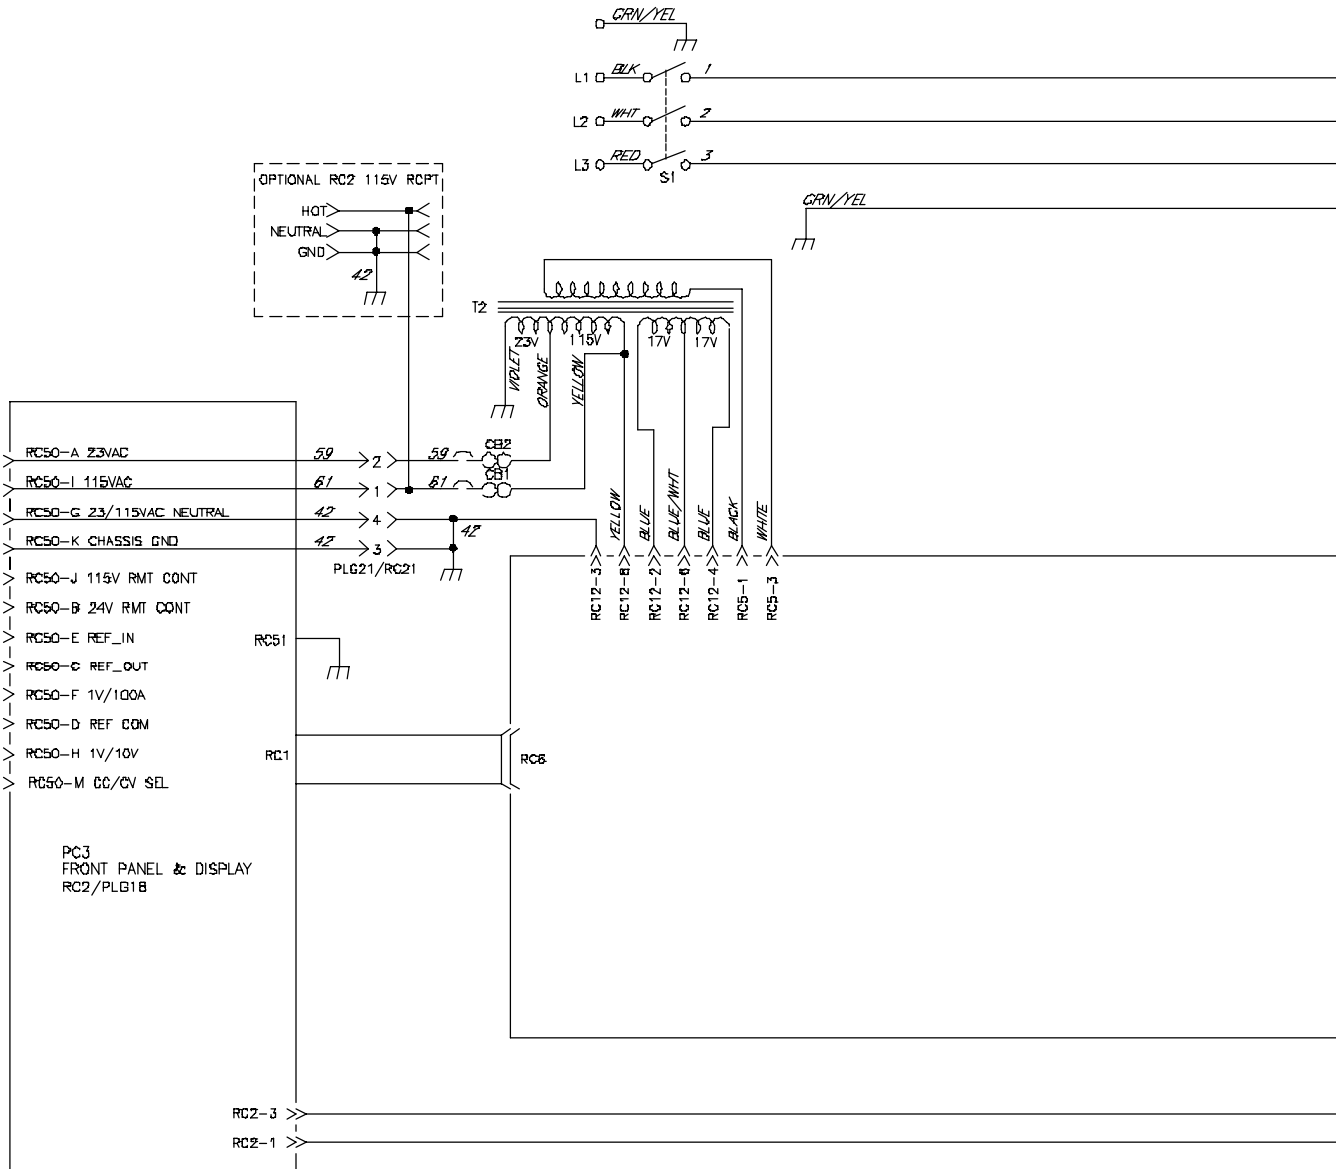 GRN/YEL
L1 BLK 1
L2 WHT 2
L3 RED 3
S1
OPTIONAL RC2 115V RCPT
HOT
NEUTRAL
GND
42
GRN/YEL
T2
23V 115V 17V 17V
VIOLET
ORANGE
YELLOW
RC50-A 23VAC 59 2 59 CB2
RC50-I 115VAC 61 1 61 CB1
RC50-G 23/115VAC NEUTRAL 42 4
42
RC50-K CHASSIS GND 42 3
PLG21/RC21
YELLOW
BLUE
BLUE/WHT
BLUE
BLACK
WHITE
RC12-3
RC12-8
RC12-2
RC12-6
RC12-4
RC5-1
RC5-3
RC50-J 115V RMT CONT
RC50-B 24V RMT CONT
RC50-E REF_IN
RC51
RC50-C REF_OUT
RC50-F 1V/100A
RC50-D REF COM
RC50-H 1V/10V
RC1
RC6
RC50-M CC/CV SEL
PC3
FRONT PANEL & DISPLAY
RC2/PLG18
RC2-3
RC2-1